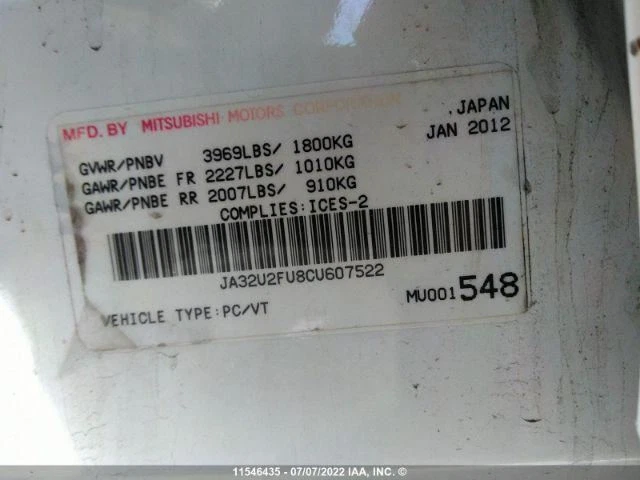 MFD. BY MITSUBISHI MOTORS CORPORATION , JAPAN
JAN 2012
GVWR/PNBV 3969LBS/ 1800KG
GAWR/PNBE FR 2227LBS/ 1010KG
GAWR/PNBE RR 2007LBS/ 910KG
COMPLIES:ICES-2
JA32U2FU8CU607522
VEHICLE TYPE:PC/VT MU001548
11546435 - 07/07/2022 IAA, INC. ©